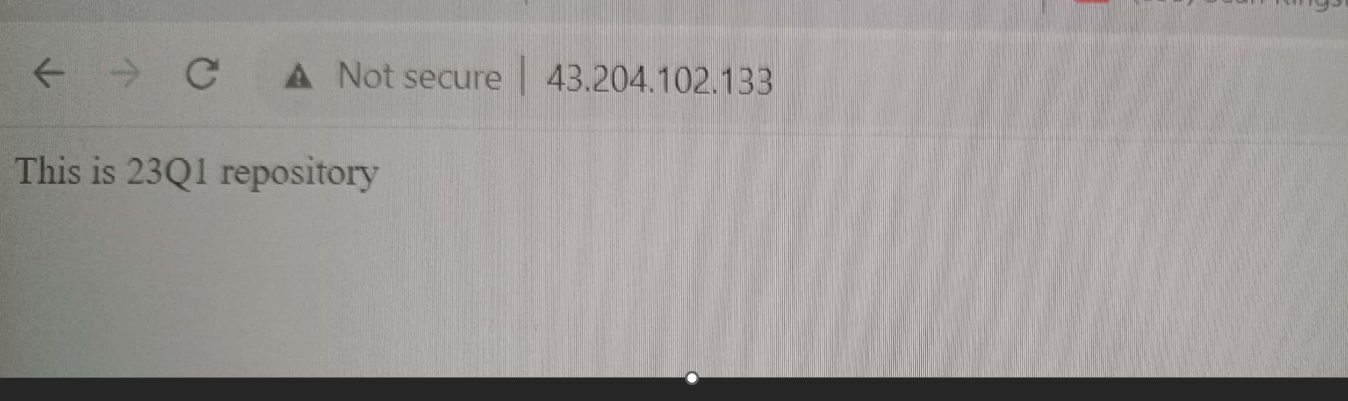 Not secure | 43.204.102.133
This is 23Q1 repository